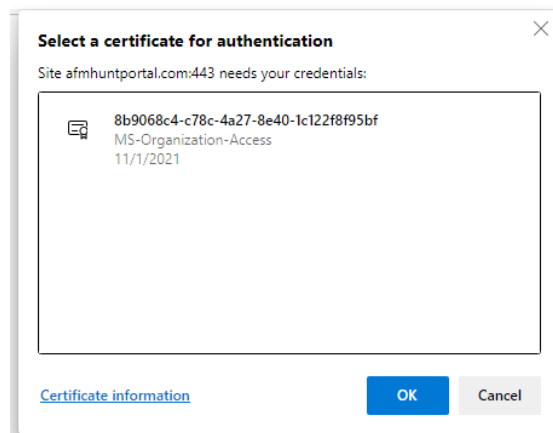 Select a certificate for authentication
Site afmhuntportal.com:443 needs your credentials:
8b9068c4-c78c-4a27-8e40-1c122f8f95bf
MS-Organization-Access
11/1/2021
Certificate information
OK
Cancel